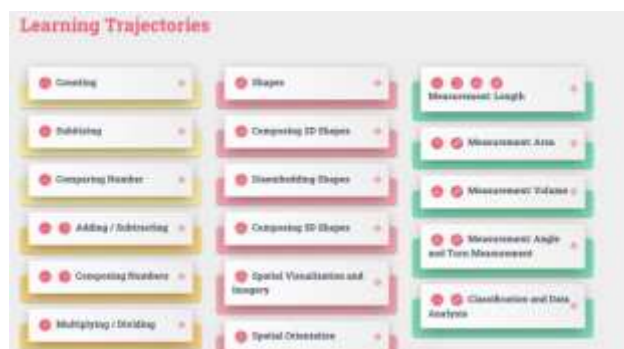 Learning Trajectories
Counting
Subitizing
Comparing Number
Adding / Subtracting
Composing Numbers
Multiplying / Dividing
Shapes
Composing 2D Shapes
Disembedding Shapes
Composing 3D Shapes
Spatial Visualization and
Imagery
Spatial Orientation
Measurement: Length
Measurement: Area
Measurement: Volume
Measurement: Angle
and Turn Measurement
Classification and Data
Analysis